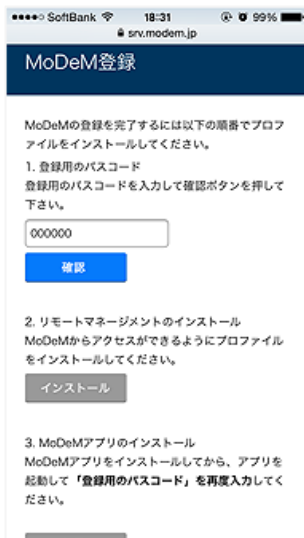 SoftBank 18:31 99%
srv.modem.jp
MoDeM登録
MoDeMの登録を完了するには以下の順番でプロフ
ァイルをインストールしてください。
1. 登録用のパスコード
登録用のパスコードを入力して確認ボタンを押して
下さい。
000000
確認
2. リモートマネージメントのインストール
MoDeMからアクセスができるようにプロファイル
をインストールしてください。
インストール
3. MoDeMアプリのインストール
MoDeMアプリをインストールしてから、アプリを
起動して「登録用のパスコード」を再度入力してく
ださい。